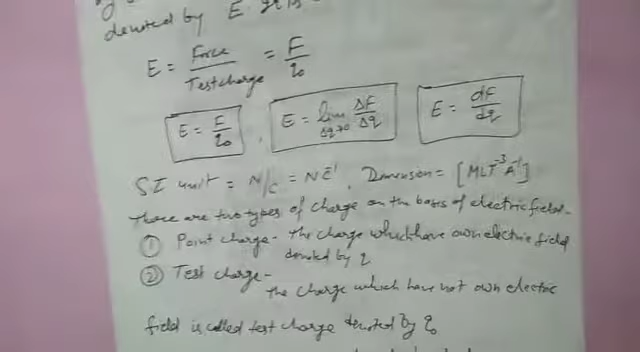 denoted by E.
E = Force / Test charge = F/q₀
E = F/q₀ , E = lim Δq→0 ΔF/Δq E = dF/dq
SI unit = N/C = NC⁻¹, Dimension = [MLT⁻³A⁻¹]
There are two types of charge on the basis of electric field-
① Point charge - The charge which have own electric field
denoted by q
② Test charge -
The charge which have not own electric
field is called test charge denoted by q₀